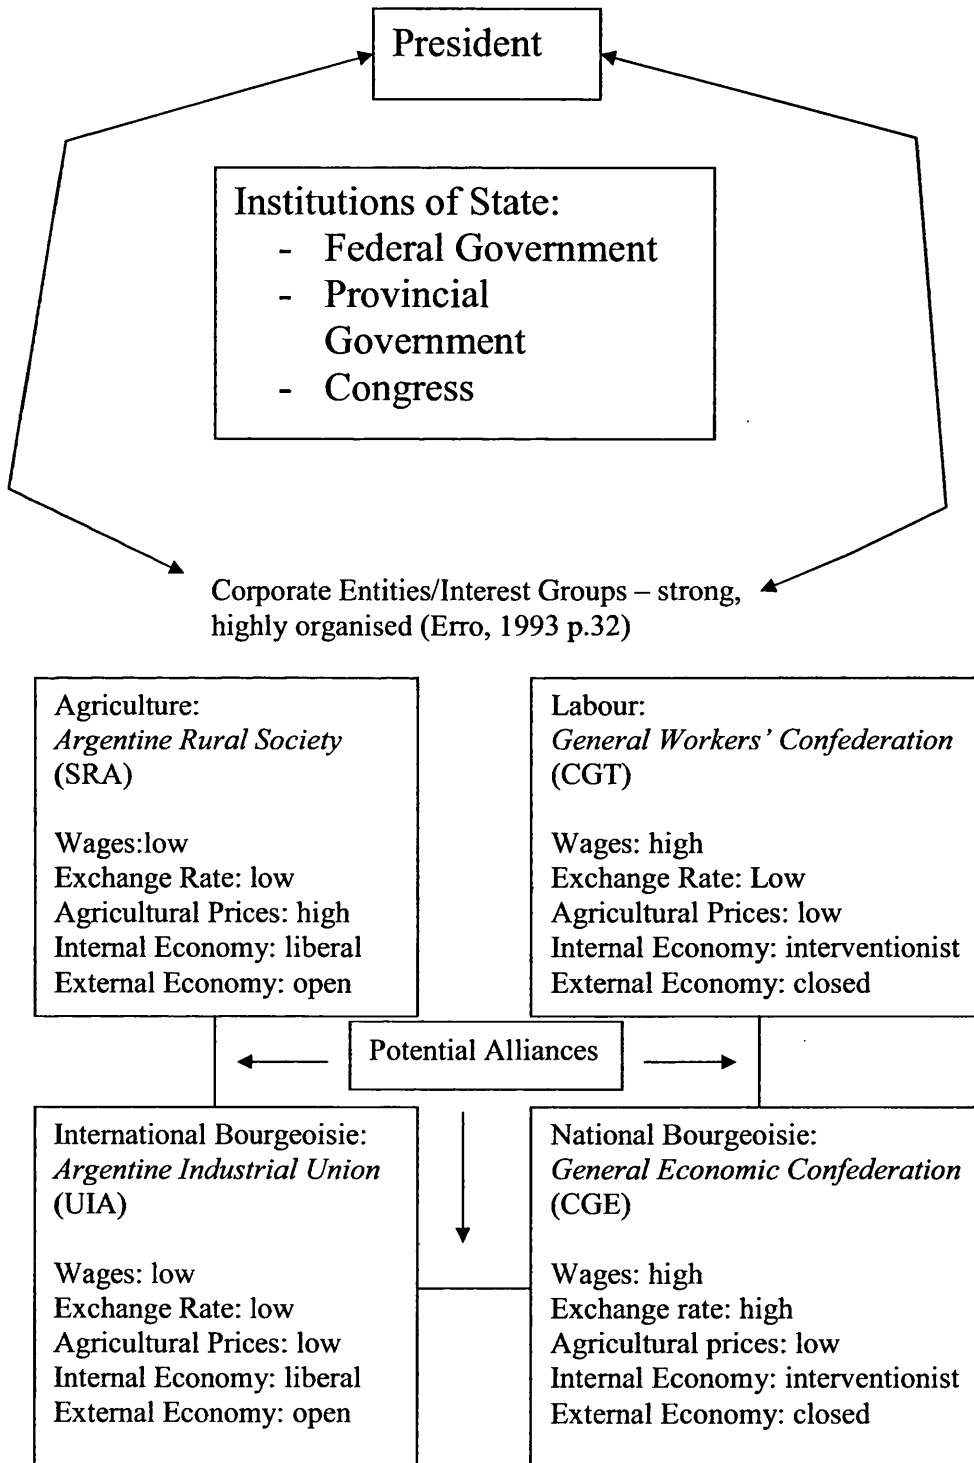 President
Institutions of State:
- Federal Government
- Provincial
Government
- Congress
Corporate Entities/Interest Groups – strong,
highly organised (Erro, 1993 p.32)
Agriculture:
Argentine Rural Society
(SRA)
Wages:low
Exchange Rate: low
Agricultural Prices: high
Internal Economy: liberal
External Economy: open
Labour:
General Workers' Confederation
(CGT)
Wages: high
Exchange Rate: Low
Agricultural Prices: low
Internal Economy: interventionist
External Economy: closed
Potential Alliances
International Bourgeoisie:
Argentine Industrial Union
(UIA)
Wages: low
Exchange Rate: low
Agricultural Prices: low
Internal Economy: liberal
External Economy: open
National Bourgeoisie:
General Economic Confederation
(CGE)
Wages: high
Exchange rate: high
Agricultural prices: low
Internal Economy: interventionist
External Economy: closed